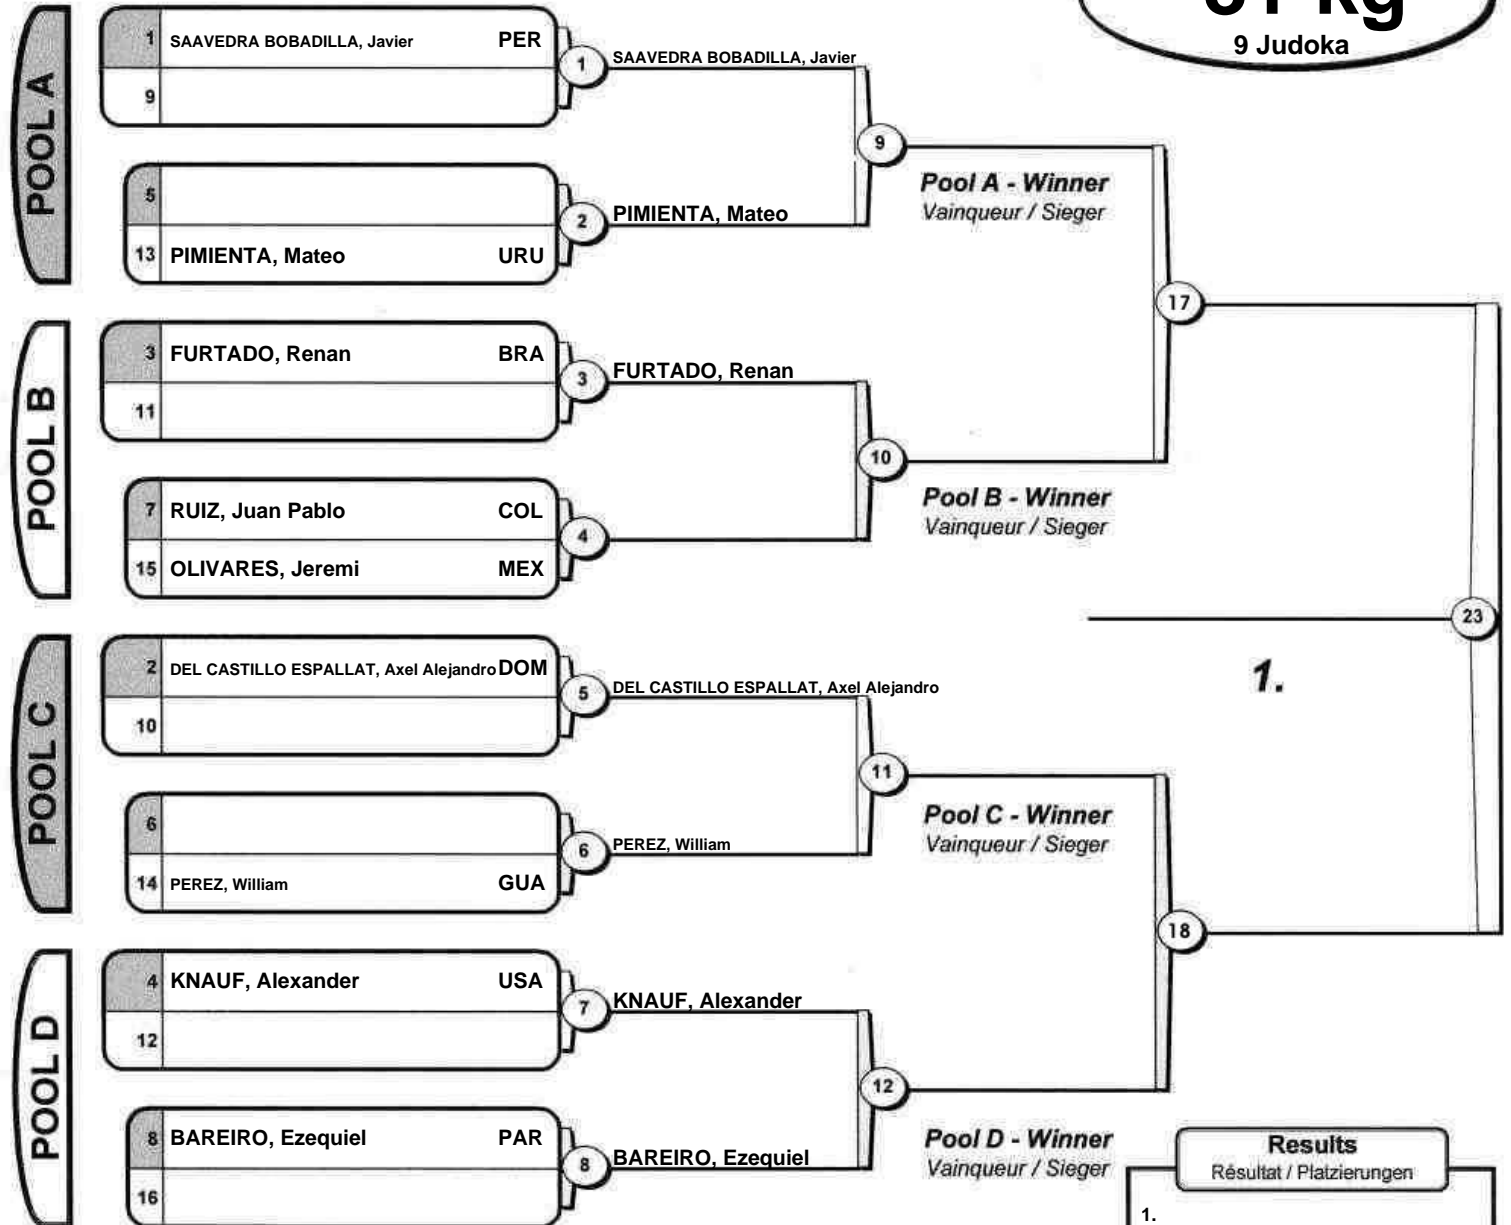 kg
9 Judoka
POOL A
1 SAAVEDRA BOBADILLA, Javier PER
9
1 SAAVEDRA BOBADILLA, Javier
5
13 PIMIENTA, Mateo URU
2 PIMIENTA, Mateo
9
Pool A - Winner
Vainqueur / Sieger
17
POOL B
3 FURTADO, Renan BRA
11
3 FURTADO, Renan
7 RUIZ, Juan Pablo COL
15 OLIVARES, Jeremi MEX
4
10
Pool B - Winner
Vainqueur / Sieger
23
1.
POOL C
2 DEL CASTILLO ESPALLAT, Axel Alejandro DOM
10
5 DEL CASTILLO ESPALLAT, Axel Alejandro
6
14 PEREZ, William GUA
6 PEREZ, William
11
Pool C - Winner
Vainqueur / Sieger
18
POOL D
4 KNAUF, Alexander USA
12
7 KNAUF, Alexander
8 BAREIRO, Ezequiel PAR
16
8 BAREIRO, Ezequiel
12
Pool D - Winner
Vainqueur / Sieger
Results
Résultat / Platzierungen
1.